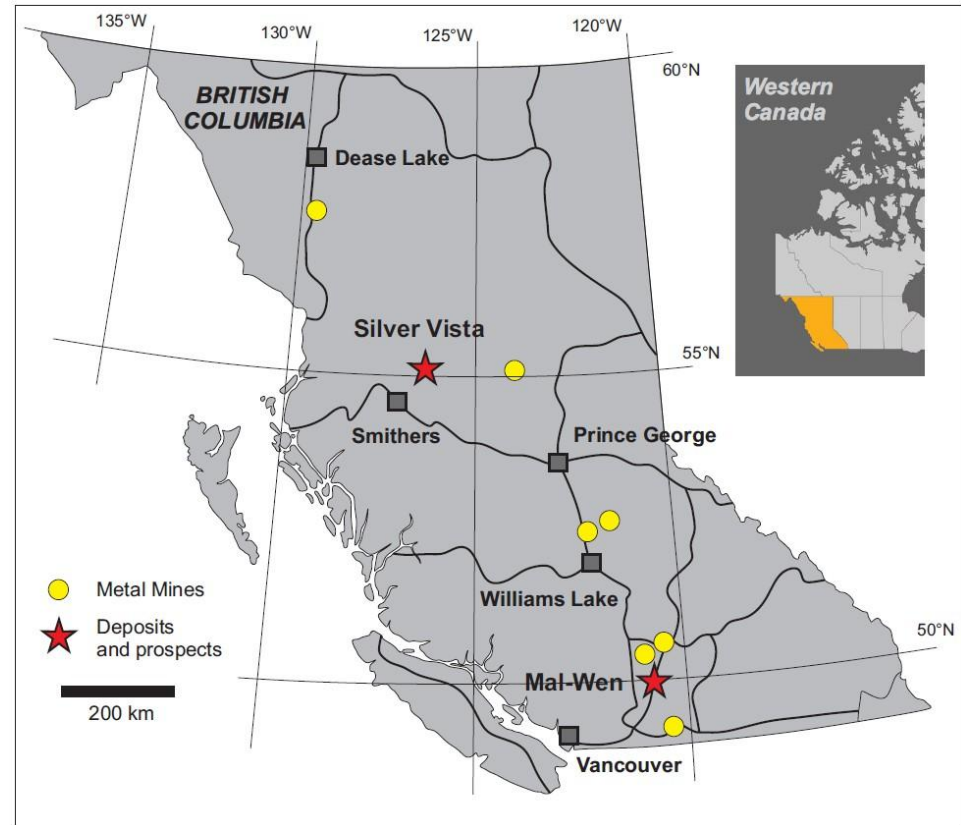 135°W
130°W
125°W
120°W
60°N
BRITISH
COLUMBIA
Western
Canada
Dease Lake
Silver Vista
55°N
Smithers
Prince George
Metal Mines
Williams Lake
Deposits
and prospects
50°N
Mal-Wen
200 km
Vancouver